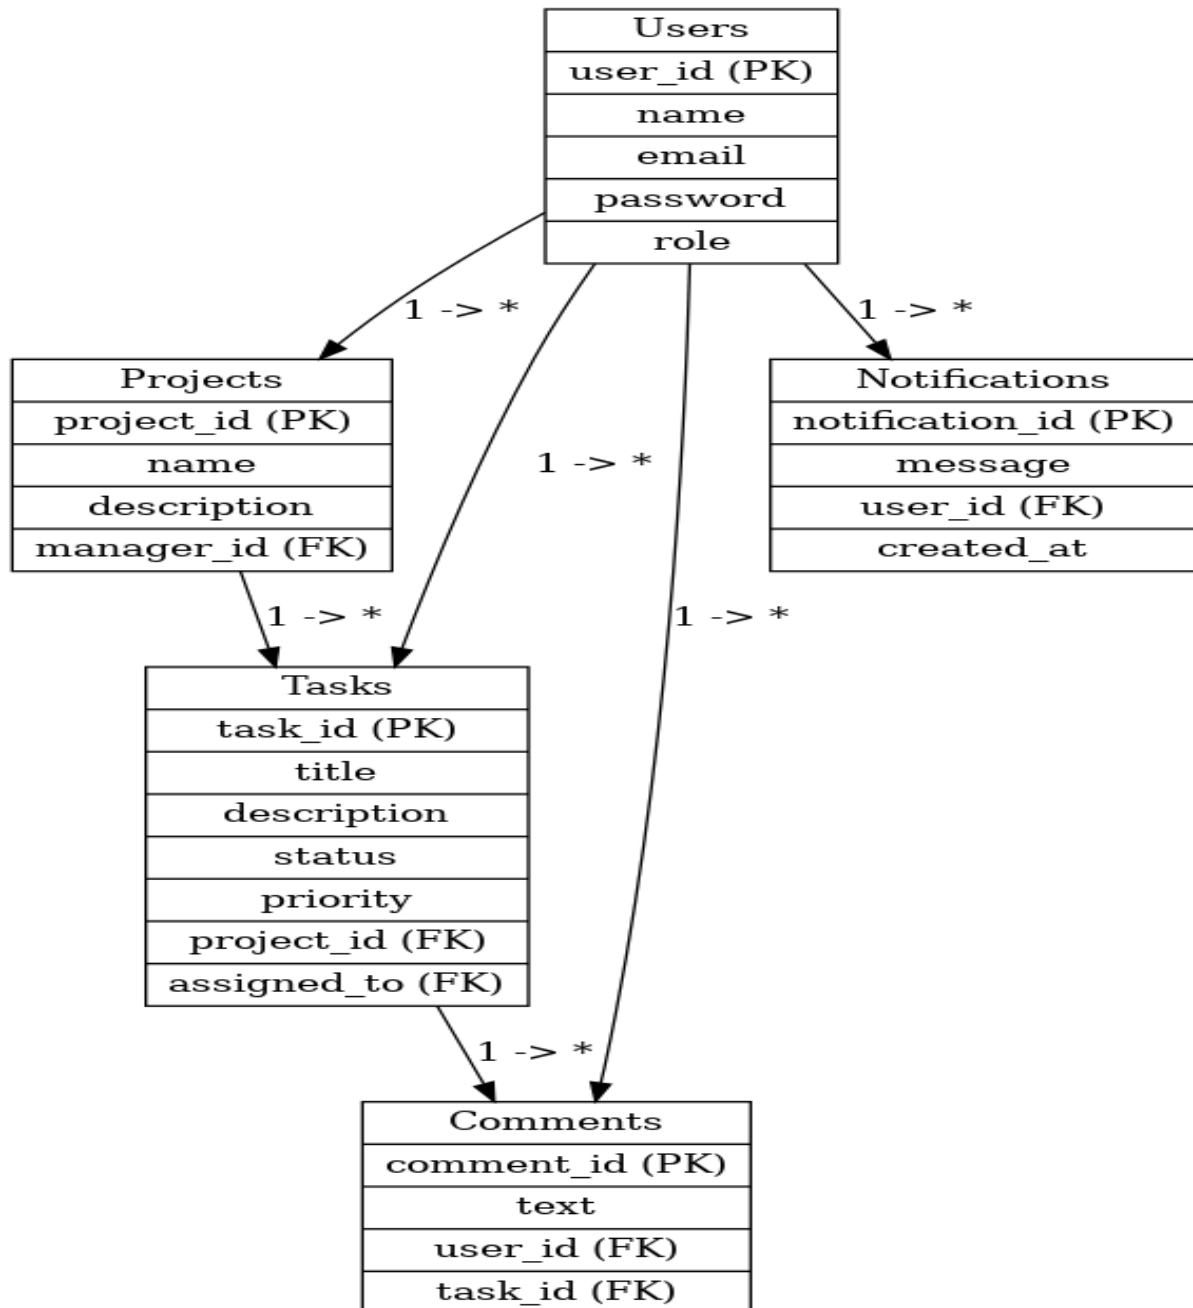 Users
user_id (PK)
name
email
password
role
1 -> *
1 -> *
Projects
project_id (PK)
name
description
manager_id (FK)
Notifications
notification_id (PK)
message
user_id (FK)
created_at
1 -> *
1 -> *
1 -> *
Tasks
task_id (PK)
title
description
status
priority
project_id (FK)
assigned_to (FK)
1 -> *
Comments
comment_id (PK)
text
user_id (FK)
task_id (FK)